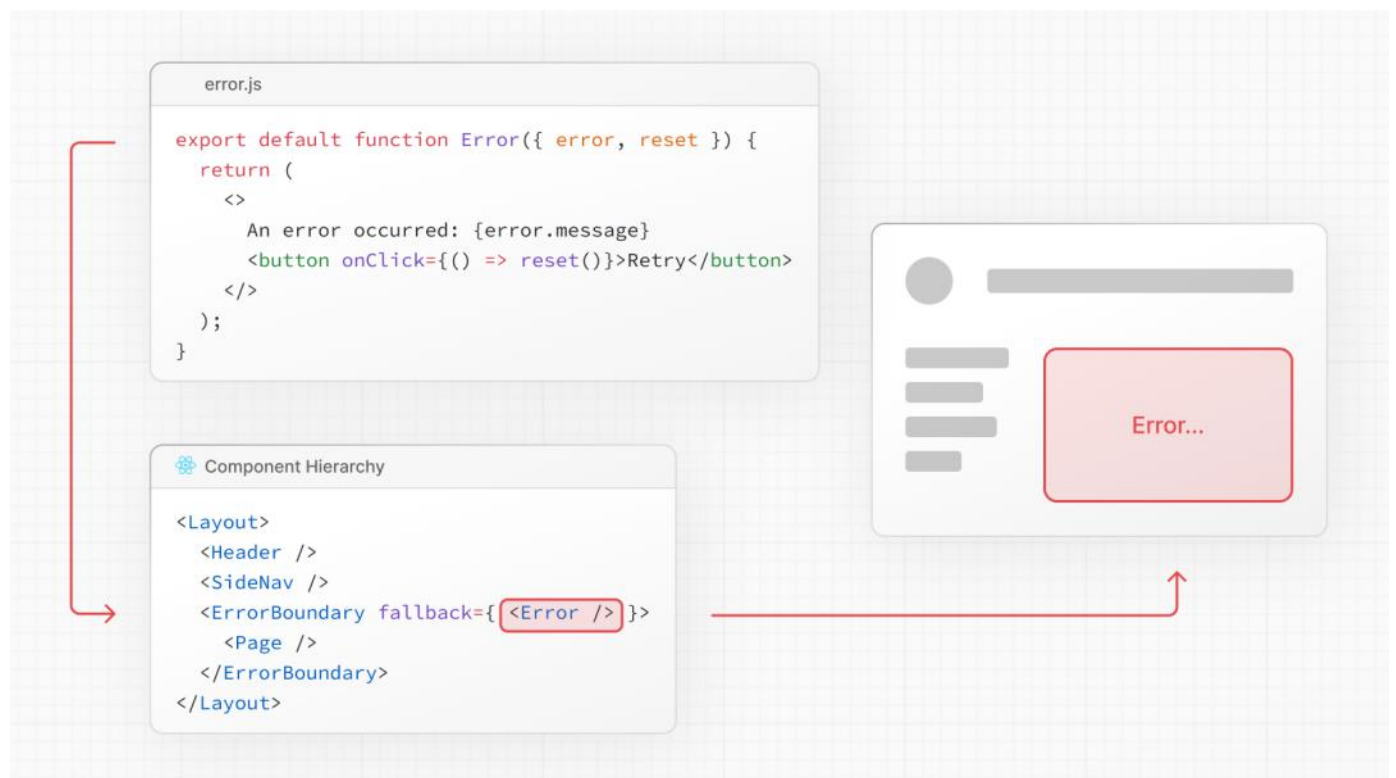 error.js
export default function Error({ error, reset }) {
  return (
    <>
      An error occurred: {error.message}
      <button onClick={() => reset()}>Retry</button>
    </>
  );
}
Component Hierarchy
<Layout>
  <Header />
  <SideNav />
  <ErrorBoundary fallback={ <Error /> }>
    <Page />
  </ErrorBoundary>
</Layout>
Error...